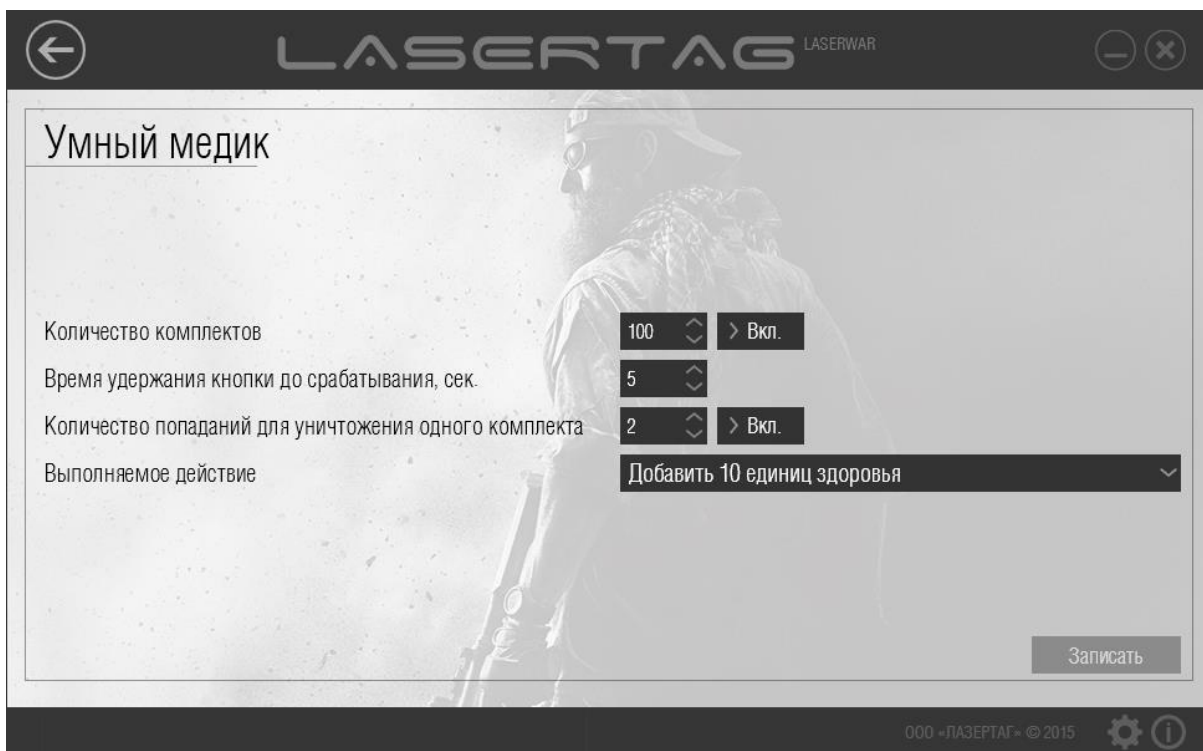 LASERTAG LASERWAR
Умный медик
Количество комплектов 100 > Вкл.
Время удержания кнопки до срабатывания, сек. 5
Количество попаданий для уничтожения одного комплекта 2 > Вкл.
Выполняемое действие Добавить 10 единиц здоровья
Записать
ООО «ЛАЗЕРТАГ» © 2015